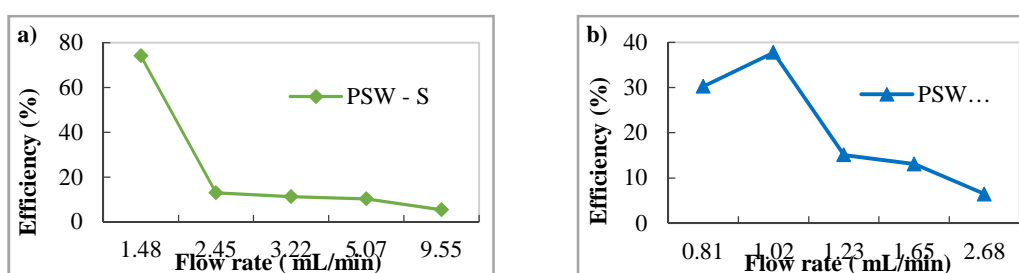 a)
Efficiency (%)
80
60
40
20
0
PSW - S
1.48 2.45 3.22 5.07 9.55
Flow rate ( mL/min)
b)
Efficiency (%)
40
30
20
10
0
PSW…
0.81 1.02 1.23 1.65 2.68
Flow rate ( mL/min)